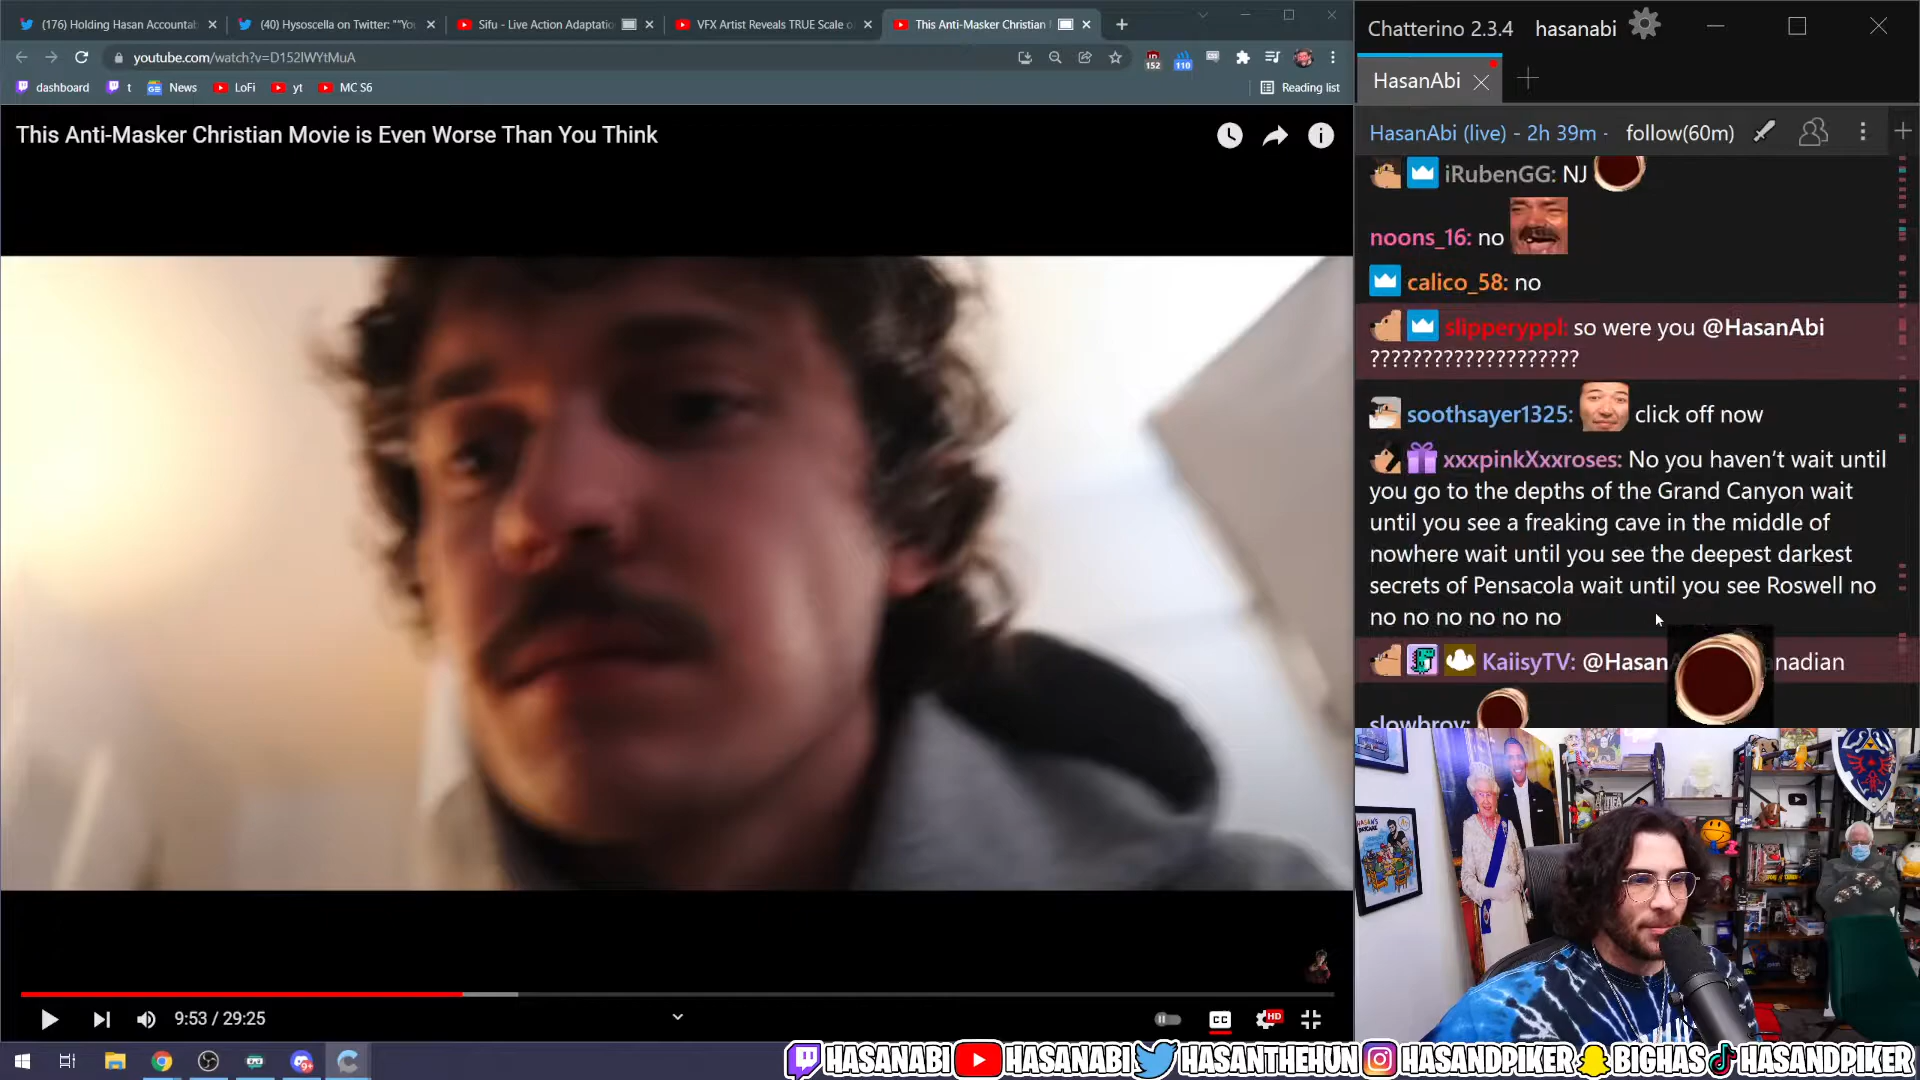 (176) Holding Hasan Accountab
(40) Hysoscella on Twitter: ""Yo
Sifu - Live Action Adaptatio
VFX Artist Reveals TRUE Scale o
This Anti-Masker Christian
youtube.com/watch?v=D152lWYtMuA
152
110
dashboard
t
News
LoFi
yt
MC S6
Reading list
This Anti-Masker Christian Movie is Even Worse Than You Think
9:53 / 29:25
CC
HD
Chatterino 2.3.4
hasanabi
HasanAbi
HasanAbi (live) - 2h 39m -
follow(60m)
iRubenGG: NJ
noons_16: no
calico_58: no
slipperyppl: so were you @HasanAbi
????????????????????
soothsayer1325: click off now
xxxpinkXxxroses: No you haven't wait until
you go to the depths of the Grand Canyon wait
until you see a freaking cave in the middle of
nowhere wait until you see the deepest darkest
secrets of Pensacola wait until you see Roswell no
no no no no no no
KaiisyTV: @Hasan nadian
slowbroy:
HASANABI
HASANABI
HASANTHEHUN
HASANDPIKER
BIGHAS
HASANDPIKER